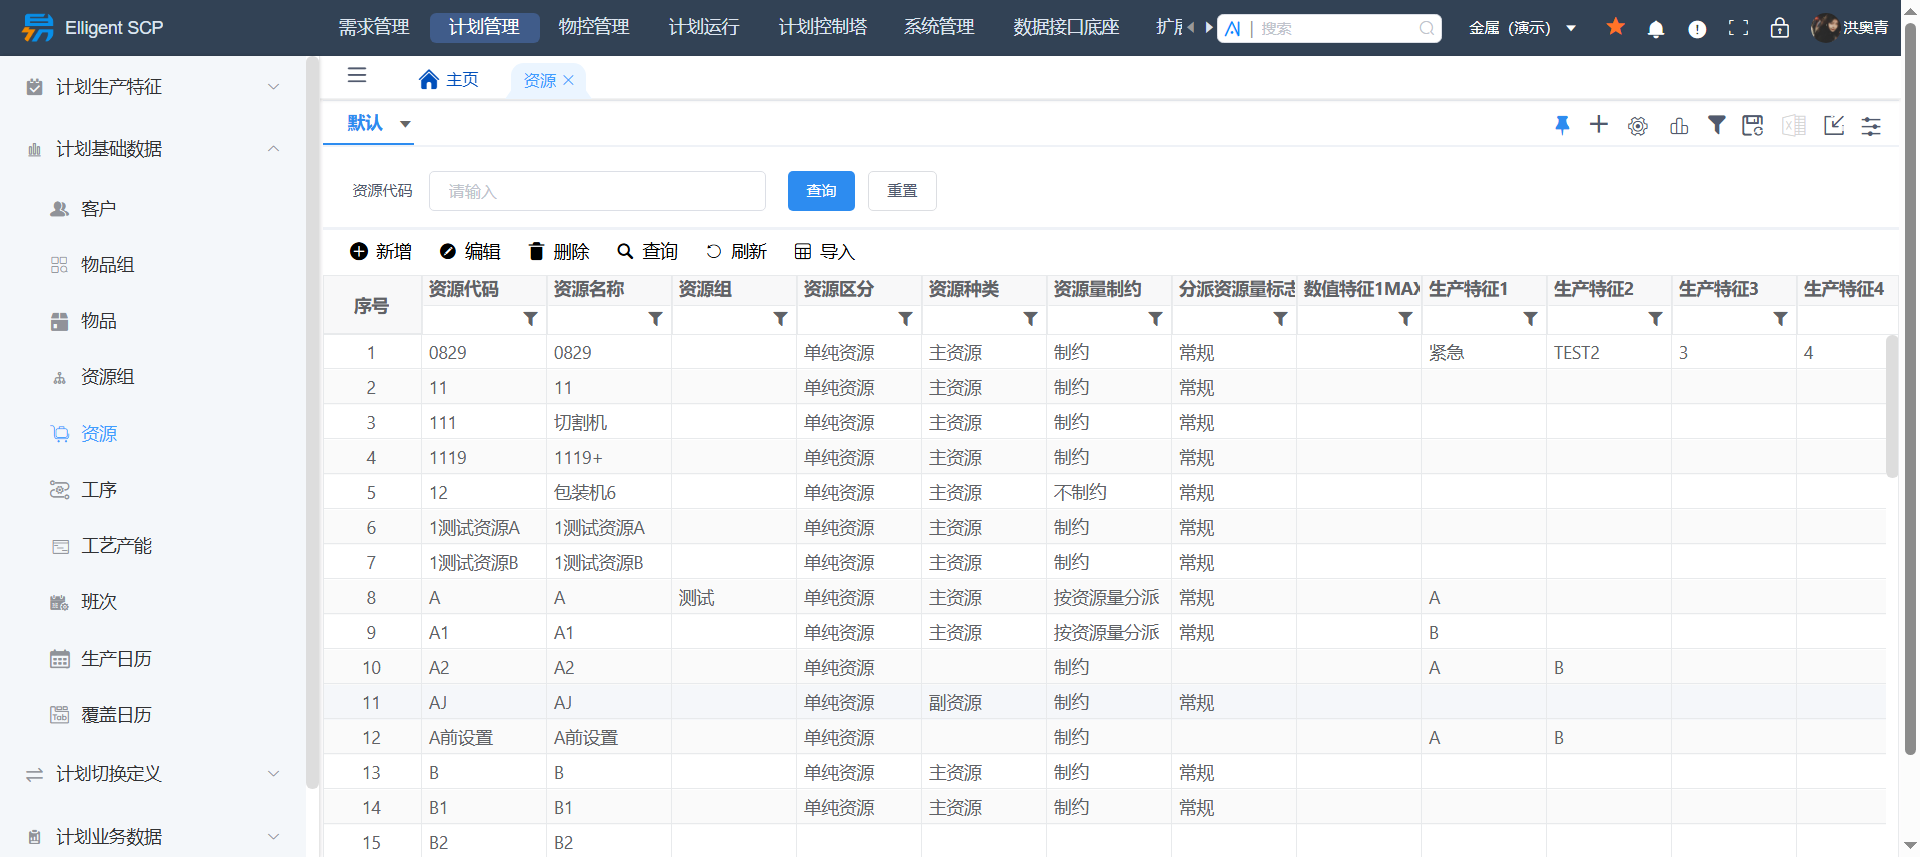 Elligent SCP
需求管理 计划管理 物控管理 计划运行 计划控制塔 系统管理 数据接口底座
AI | 搜索 金属（演示） 洪奥青
计划生产特征
计划基础数据
客户
物品组
物品
资源组
资源
工序
工艺产能
班次
生产日历
覆盖日历
计划切换定义
计划业务数据
主页 资源
默认
资源代码 请输入 查询 重置
新增 编辑 删除 查询 刷新 导入
序号 资源代码 资源名称 资源组 资源区分 资源种类 资源量制约 分派资源量标志 数值特征1MAX 生产特征1 生产特征2 生产特征3 生产特征4
1 0829 0829 单纯资源 主资源 制约 常规 紧急 TEST2 3 4
2 11 11 单纯资源 主资源 制约 常规
3 111 切割机 单纯资源 主资源 制约 常规
4 1119 1119+ 单纯资源 主资源 制约 常规
5 12 包装机6 单纯资源 主资源 不制约 常规
6 1测试资源A 1测试资源A 单纯资源 主资源 制约 常规
7 1测试资源B 1测试资源B 单纯资源 主资源 制约 常规
8 A A 测试 单纯资源 主资源 按资源量分派 常规 A
9 A1 A1 单纯资源 主资源 按资源量分派 常规 B
10 A2 A2 单纯资源 制约 A B
11 AJ AJ 单纯资源 副资源 制约 常规
12 A前设置 A前设置 单纯资源 制约 A B
13 B B 单纯资源 主资源 制约 常规
14 B1 B1 单纯资源 主资源 制约 常规
15 B2 B2